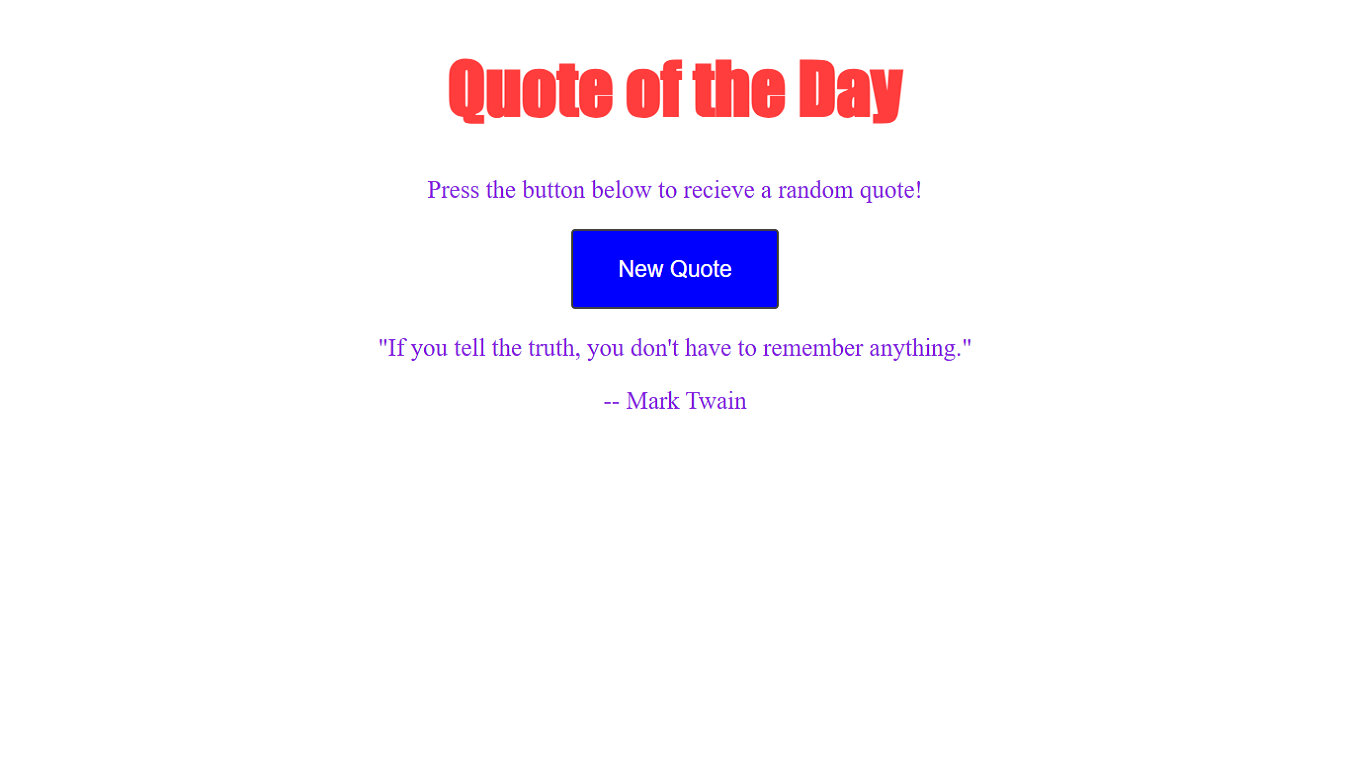 Quote of the Day
Press the button below to recieve a random quote!
New Quote
"If you tell the truth, you don't have to remember anything."
-- Mark Twain